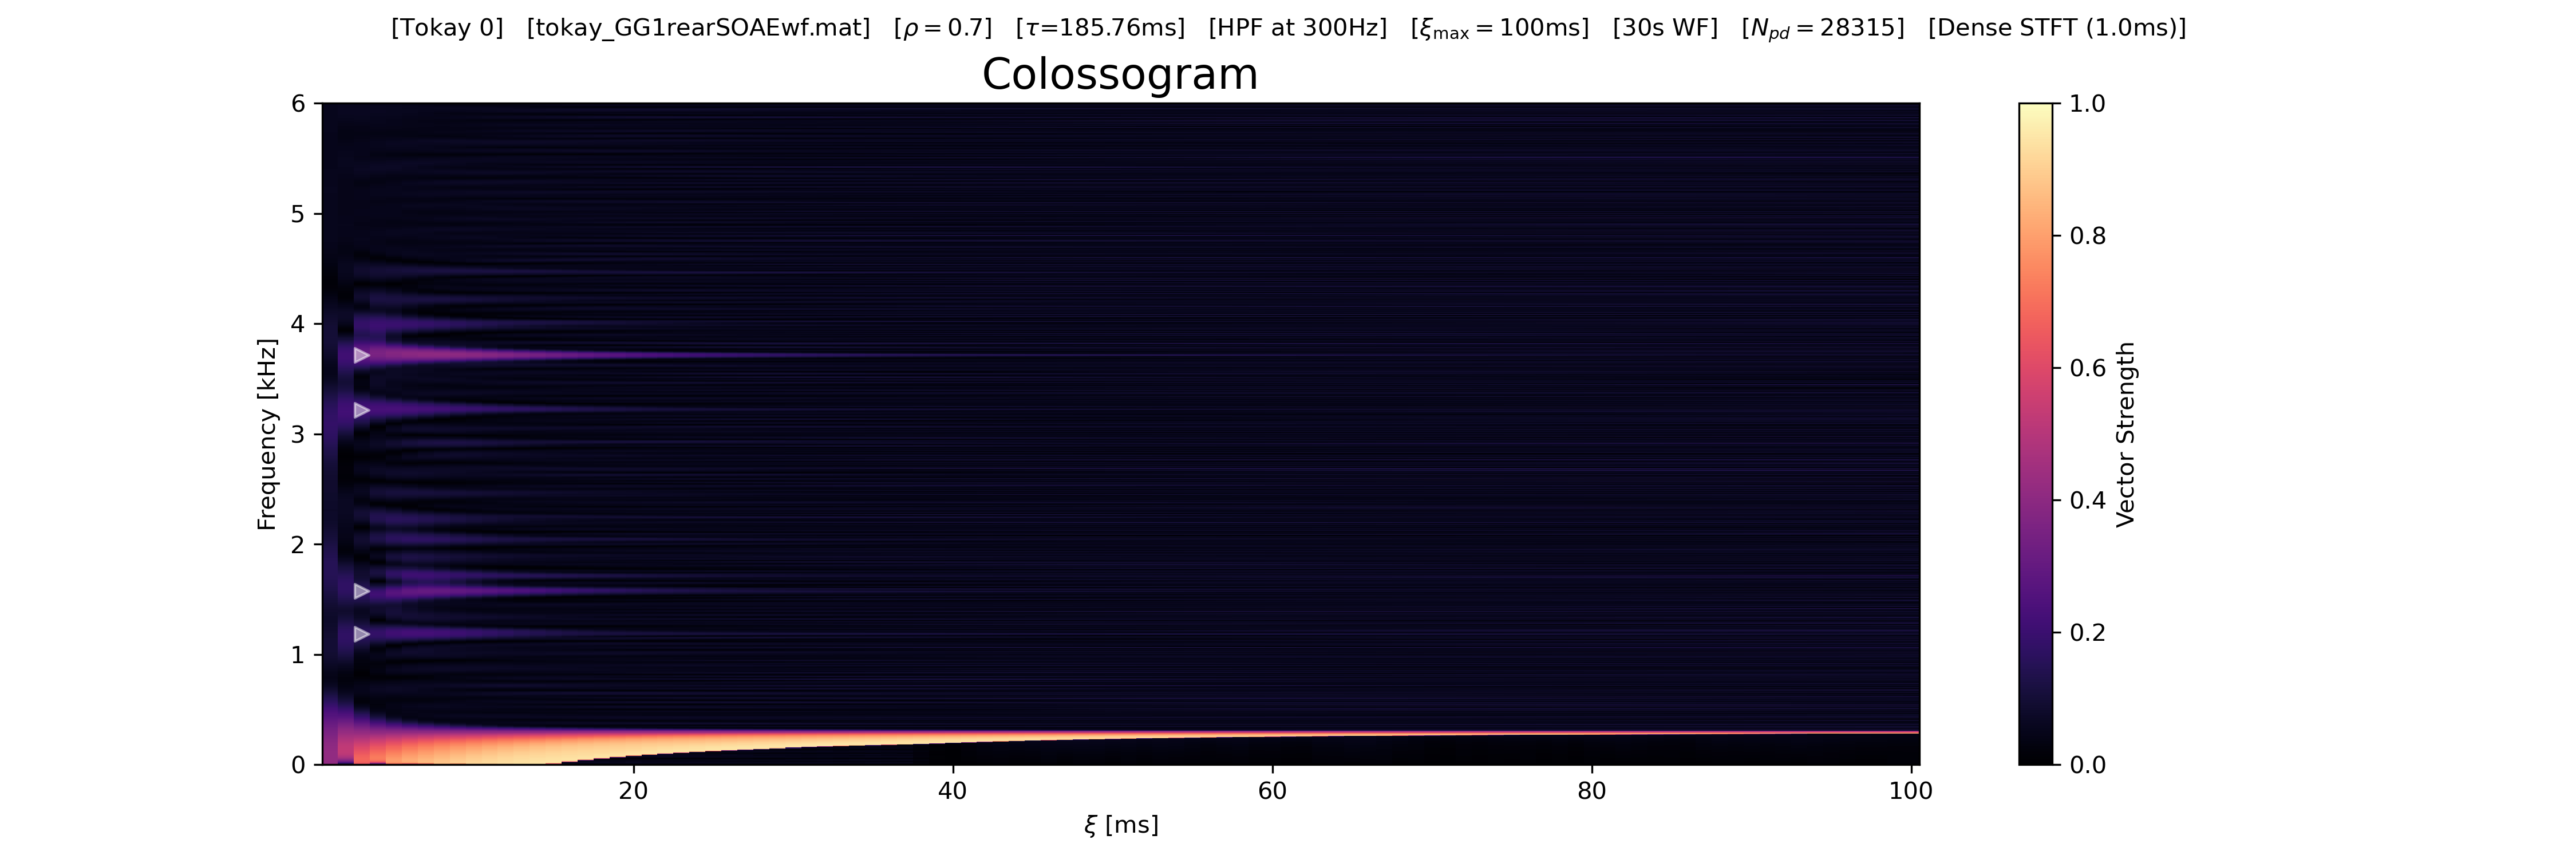 [Tokay 0] [tokay_GG1rearSOAEwf.mat] [ρ = 0.7] [τ=185.76ms] [HPF at 300Hz] [ξmax = 100ms] [30s WF] [Npd = 28315] [Dense STFT (1.0ms)]
Colossogram
6
5
4
3
2
1
0
Frequency [kHz]
20 40 60 80 100
ξ [ms]
1.0
0.8
0.6
0.4
0.2
0.0
Vector Strength